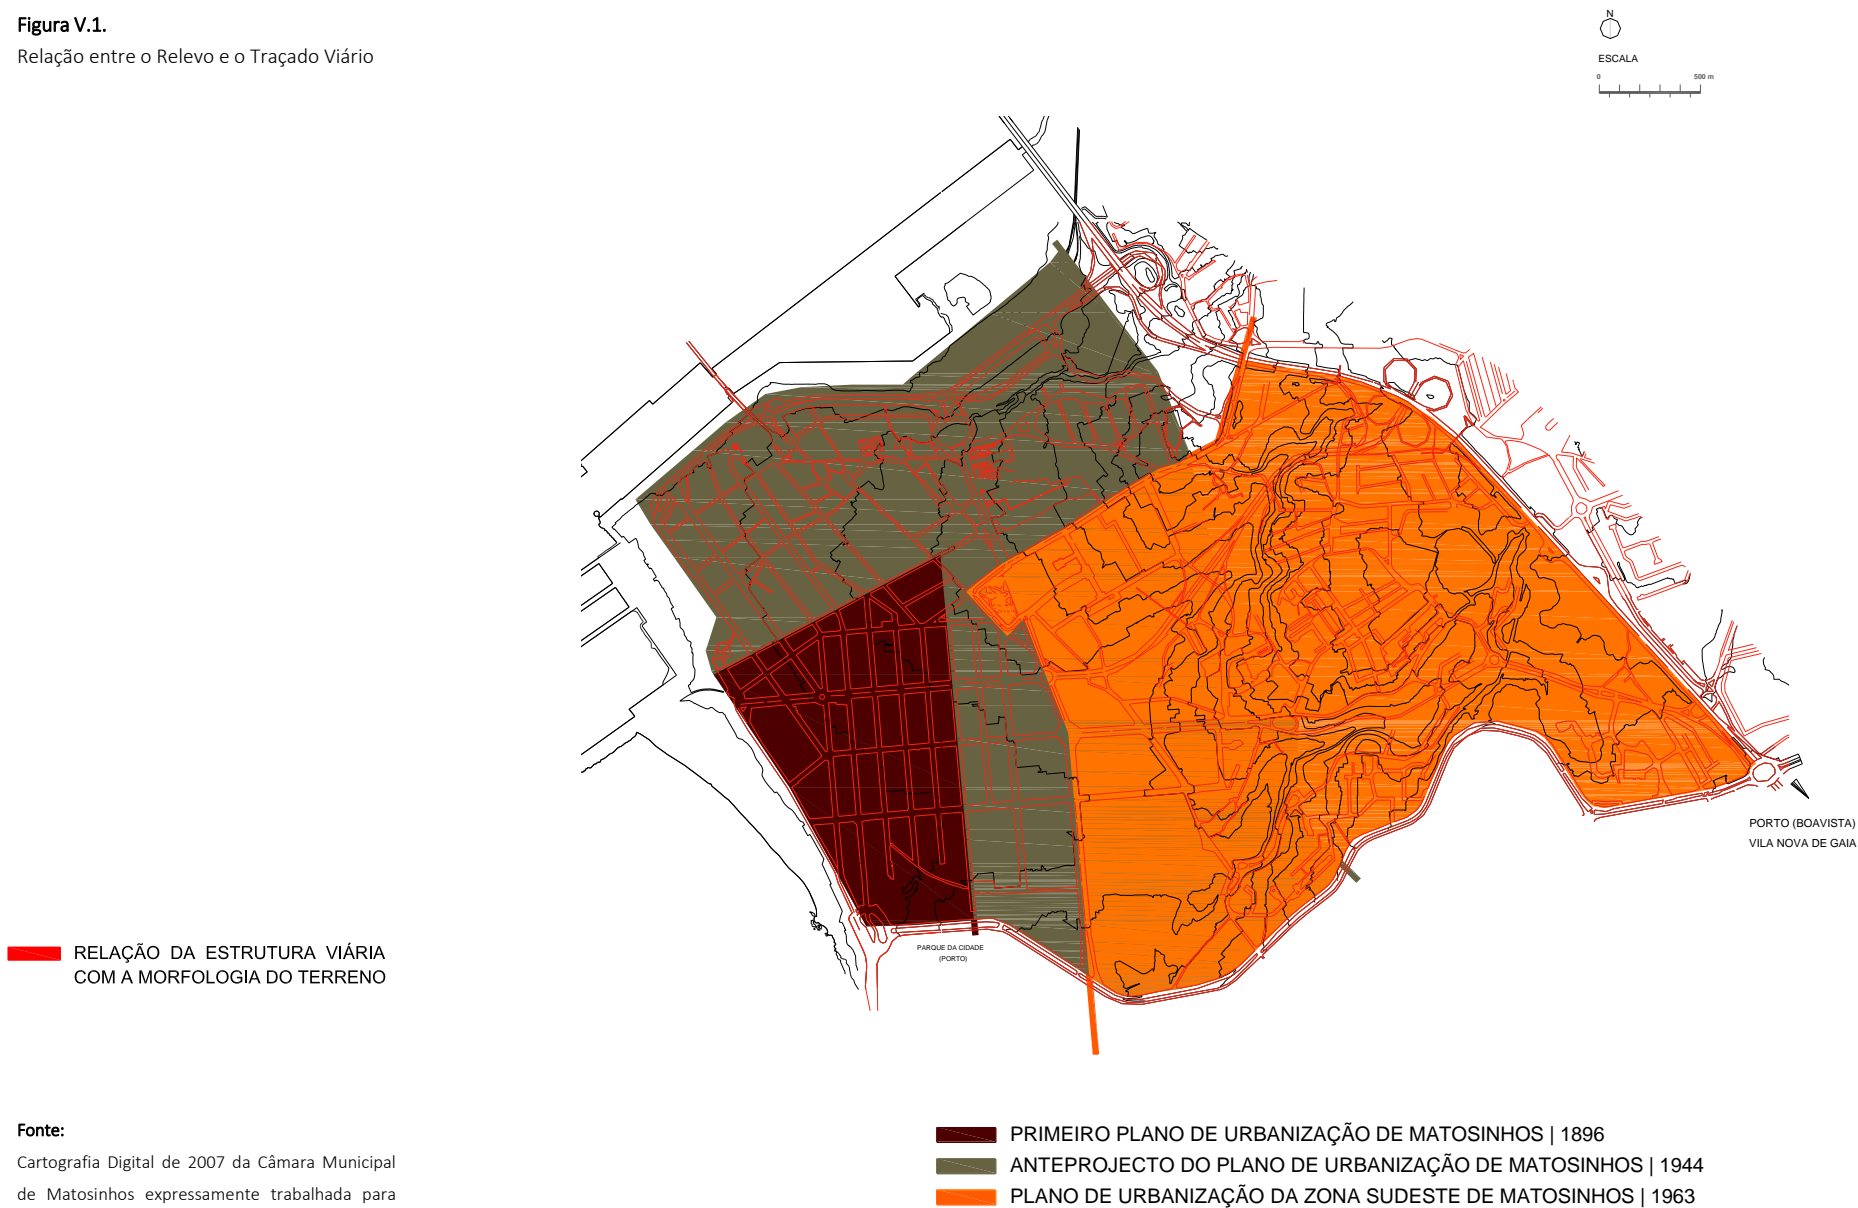 Figura V.1.
Relação entre o Relevo e o Traçado Viário
N
ESCALA
0 500 m
PORTO (BOAVISTA)
VILA NOVA DE GAIA
PARQUE DA CIDADE
(PORTO)
RELAÇÃO DA ESTRUTURA VIÁRIA
COM A MORFOLOGIA DO TERRENO
Fonte:
Cartografia Digital de 2007 da Câmara Municipal
de Matosinhos expressamente trabalhada para
PRIMEIRO PLANO DE URBANIZAÇÃO DE MATOSINHOS | 1896
ANTEPROJECTO DO PLANO DE URBANIZAÇÃO DE MATOSINHOS | 1944
PLANO DE URBANIZAÇÃO DA ZONA SUDESTE DE MATOSINHOS | 1963